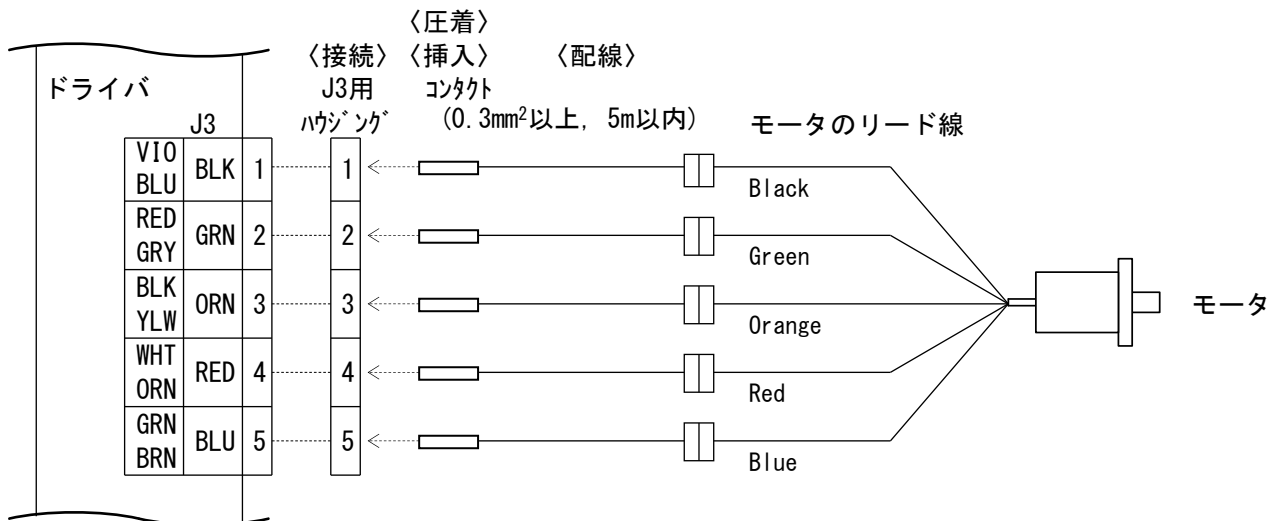 〈圧着〉
〈接続〉〈挿入〉 〈配線〉
ドライバ J3用 ｺﾝﾀｸﾄ
J3 ﾊｳｼﾞﾝｸﾞ (0.3mm²以上, 5m以内) モータのリード線
VIO
BLU BLK 1 1
Black
RED
GRY GRN 2 2
Green
BLK
YLW ORN 3 3
Orange
モータ
WHT
ORN RED 4 4
Red
GRN
BRN BLU 5 5
Blue